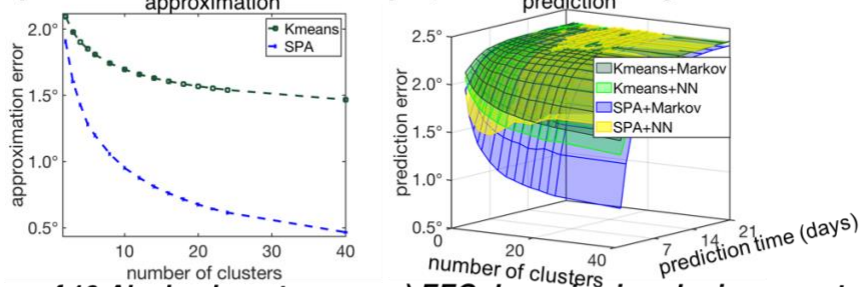 approximation
2.0°
1.5°
1.0°
0.5°
approximation error
Kmeans
SPA
10
20
30
40
number of clusters
prediction
2.5°
2.0°
1.5°
1.0°
0.5°
prediction error
Kmeans+Markov
Kmeans+NN
SPA+Markov
SPA+NN
0
20
40
number of clusters
7
14
21
prediction time (days)